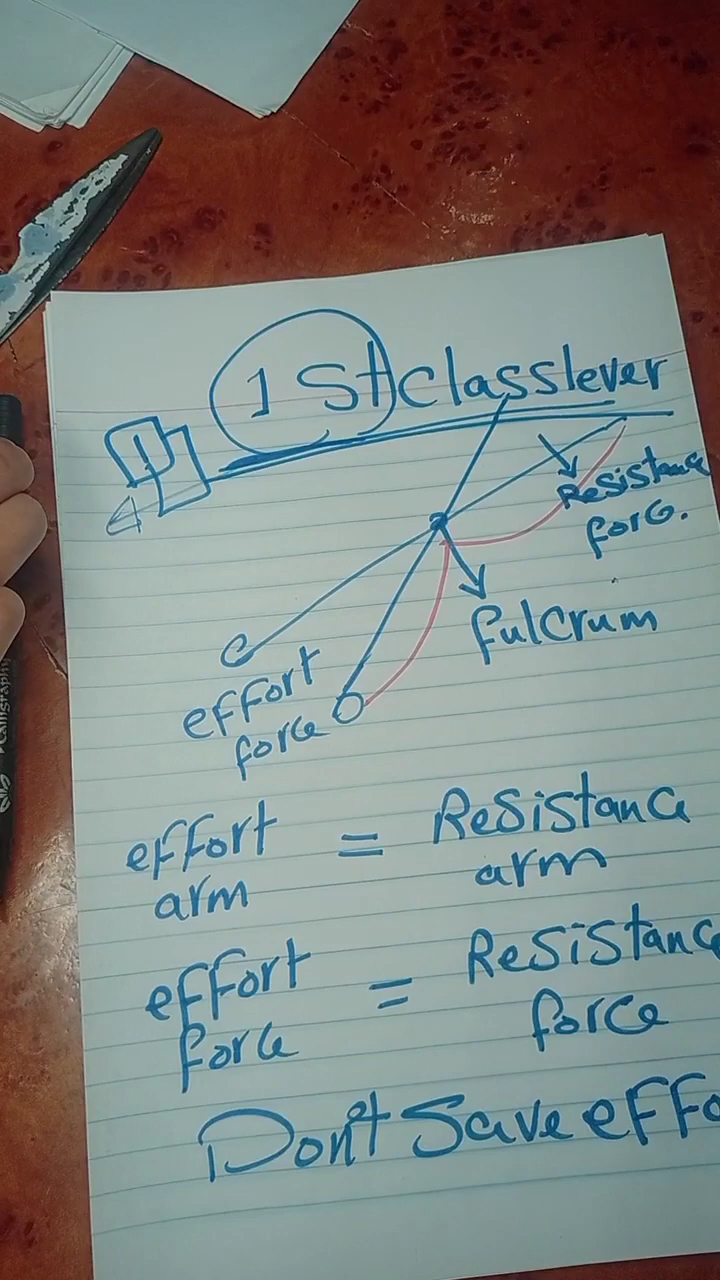 1st class lever
Resistance
force.
fulcrum
effort
force
effort = Resistance
arm arm
effort = Resistance
force force
Don't save effo